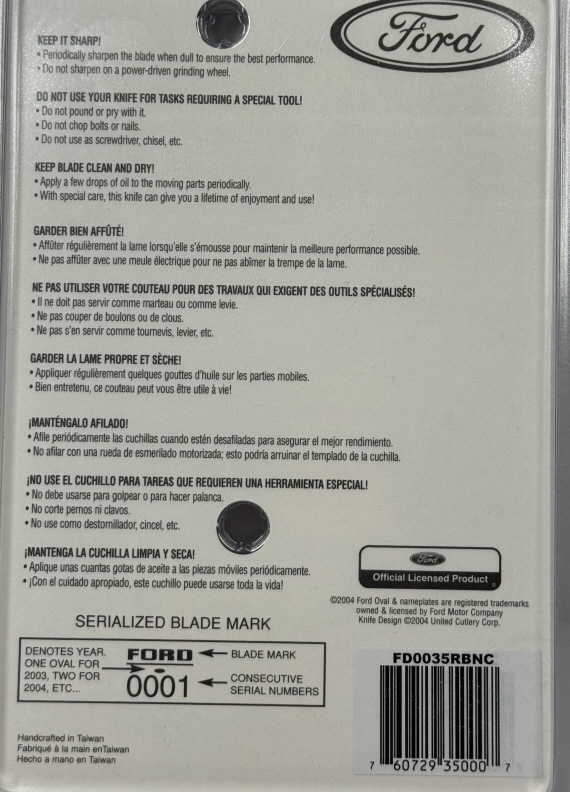 Ford
KEEP IT SHARP!
• Periodically sharpen the blade when dull to ensure the best performance.
• Do not sharpen on a power-driven grinding wheel.
DO NOT USE YOUR KNIFE FOR TASKS REQUIRING A SPECIAL TOOL!
• Do not pound or pry with it.
• Do not chop bolts or nails.
• Do not use as screwdriver, chisel, etc.
KEEP BLADE CLEAN AND DRY!
• Apply a few drops of oil to the moving parts periodically.
• With special care, this knife can give you a lifetime of enjoyment and use!
GARDER BIEN AFFÛTÉ!
• Affûter régulièrement la lame lorsqu'elle s'émousse pour maintenir la meilleure performance possible.
• Ne pas affûter avec une meule électrique pour ne pas abîmer la trempe de la lame.
NE PAS UTILISER VOTRE COUTEAU POUR DES TRAVAUX QUI EXIGENT DES OUTILS SPÉCIALISÉS!
• Il ne doit pas servir comme marteau ou comme levie.
• Ne pas couper de boulons ou de clous.
• Ne pas s'en servir comme tournevis, levier, etc.
GARDER LA LAME PROPRE ET SÈCHE!
• Appliquer régulièrement quelques gouttes d'huile sur les parties mobiles.
• Bien entretenu, ce couteau peut vous être utile à vie!
¡MANTÉNGALO AFILADO!
• Afile periódicamente las cuchillas cuando estén desafiladas para asegurar el mejor rendimiento.
• No afilar con una rueda de esmerilado motorizada; esto podría arruinar el templado de la cuchilla.
¡NO USE EL CUCHILLO PARA TAREAS QUE REQUIEREN UNA HERRAMIENTA ESPECIAL!
• No debe usarse para golpear o para hacer palanca.
• No corte pernos ni clavos.
• No use como destornillador, cincel, etc.
¡MANTENGA LA CUCHILLA LIMPIA Y SECA!
• Aplique unas cuantas gotas de aceite a las piezas móviles periódicamente.
• ¡Con el cuidado apropiado, este cuchillo puede usarse toda la vida!
Ford
Official Licensed Product
©2004 Ford Oval & nameplates are registered trademarks
owned & licensed by Ford Motor Company
Knife Design ©2004 United Cutlery Corp.
SERIALIZED BLADE MARK
DENOTES YEAR.
ONE OVAL FOR
2003, TWO FOR
2004, ETC...
FORD
0001
BLADE MARK
CONSECUTIVE
SERIAL NUMBERS
FD0035RBNC
7 60729 35000 7
Handcrafted in Taiwan
Fabriqué à la main enTaiwan
Hecho a mano en Taiwan